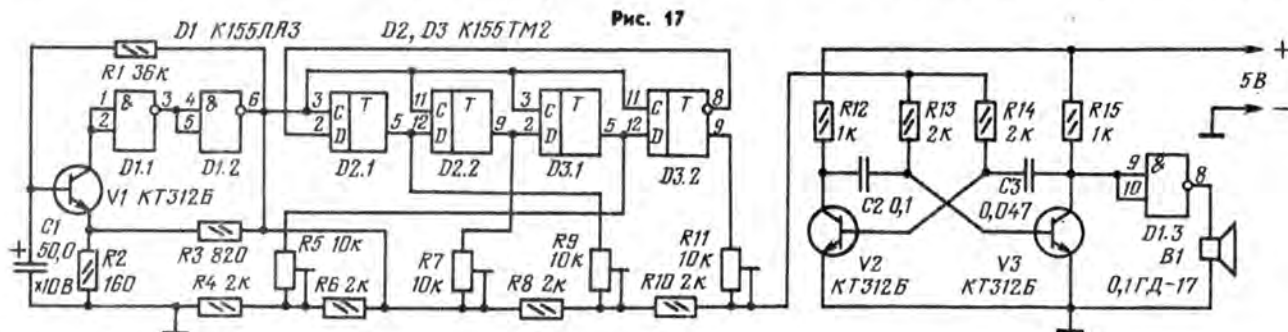 Рис. 17
D1 К155ЛА3
D2, D3 К155ТМ2
+
5В
–
R1 36к
1
2
&
3
4
5
&
6
D1.1
D1.2
3
2
C
D
T
5
D2.1
11
12
C
D
T
9
D2.2
3
2
C
D
T
5
D3.1
11
12
C
D
T
8
9
D3.2
R12
1к
R13
2к
R14
2к
R15
1к
C2 0,1
C3
0,047
9
10
&
8
D1.3
B1
0,1ГД-17
V1 КТ312Б
C1
+
50,0
×10В
R2
160
R3 820
R4 2к
R5 10к
R6 2к
R7
10к
R8 2к
R9
10к
R10 2к
R11
10к
V2
КТ312Б
V3
КТ312Б